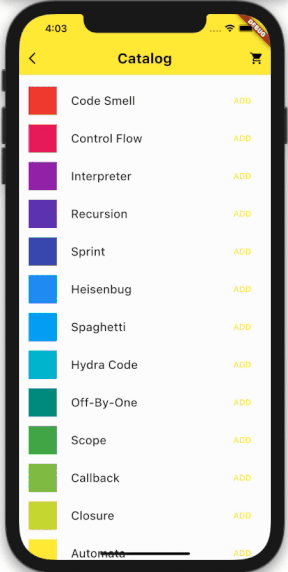 4:03
DEBUG
Catalog
Code Smell ADD
Control Flow ADD
Interpreter ADD
Recursion ADD
Sprint ADD
Heisenbug ADD
Spaghetti ADD
Hydra Code ADD
Off-By-One ADD
Scope ADD
Callback ADD
Closure ADD
Automata ADD